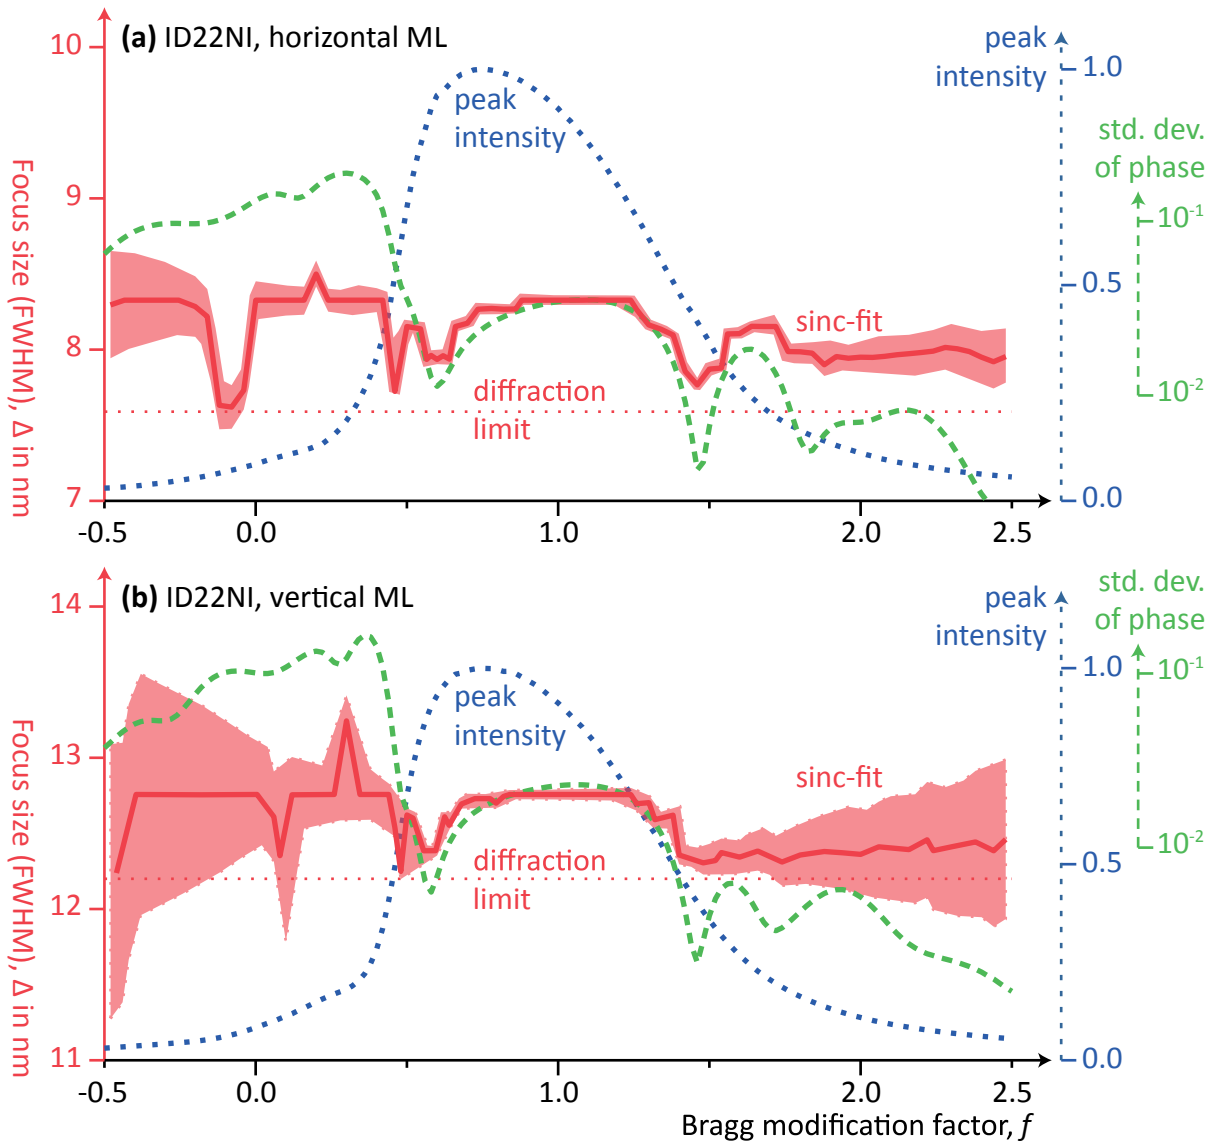 (a) ID22NI, horizontal ML
10
9
8
7
Focus size (FWHM), Δ in nm
peak
intensity
peak
intensity
1.0
0.5
0.0
std. dev.
of phase
10-1
10-2
sinc-fit
diffraction
limit
-0.5 0.0 1.0 2.0 2.5
(b) ID22NI, vertical ML
14
13
12
11
Focus size (FWHM), Δ in nm
peak
intensity
peak
intensity
1.0
0.5
0.0
std. dev.
of phase
10-1
10-2
sinc-fit
diffraction
limit
-0.5 0.0 1.0 2.0 2.5
Bragg modification factor, f